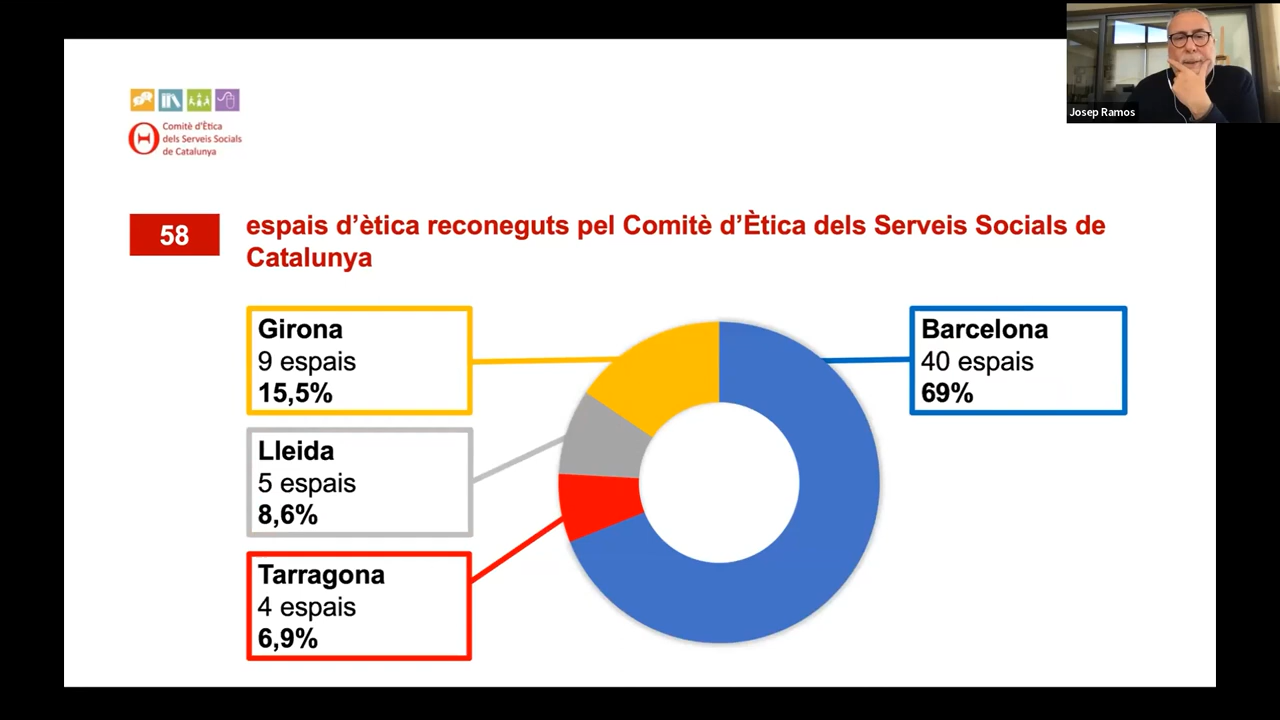 Josep Ramos
Comitè d'Ètica
dels Serveis Socials
de Catalunya
58
espais d'ètica reconeguts pel Comitè d'Ètica dels Serveis Socials de
Catalunya
Girona
9 espais
15,5%
Barcelona
40 espais
69%
Lleida
5 espais
8,6%
Tarragona
4 espais
6,9%